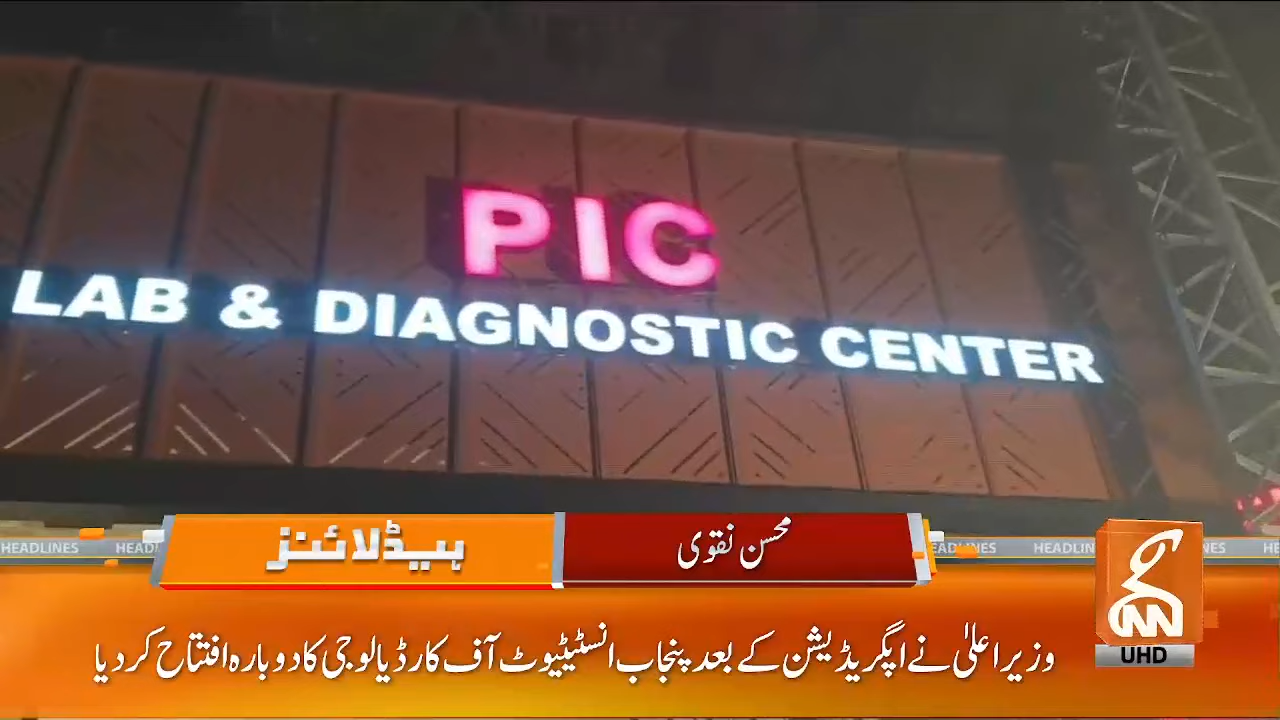 PIC
LAB & DIAGNOSTIC CENTER
HEADLINES
ہیڈلائنز
محسن نقوی
GNN
UHD
وزیراعلیٰ نے اپگریڈیشن کے بعد پنجاب انسٹیٹیوٹ آف کارڈیالوجی کا دوبارہ افتتاح کر دیا